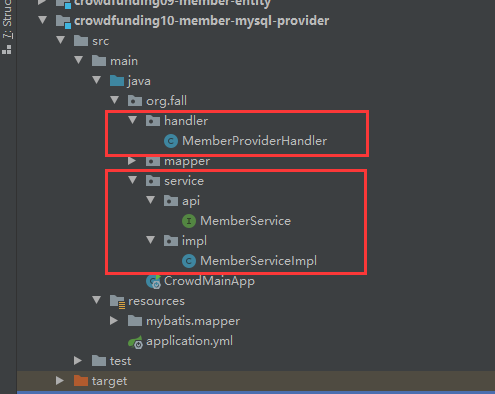 crowdfunding09-member-entity
crowdfunding10-member-mysql-provider
src
main
java
org.fall
handler
MemberProviderHandler
mapper
service
api
MemberService
impl
MemberServiceImpl
CrowdMainApp
resources
mybatis.mapper
application.yml
test
target